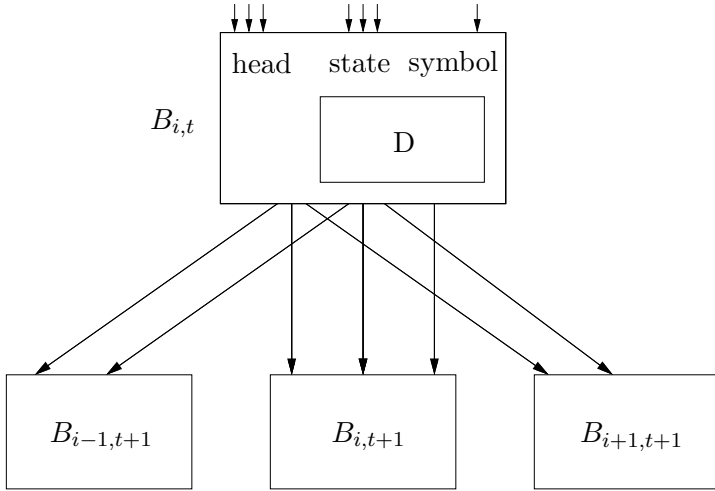 head state symbol
B_{i,t}
D
B_{i−1,t+1} B_{i,t+1} B_{i+1,t+1}